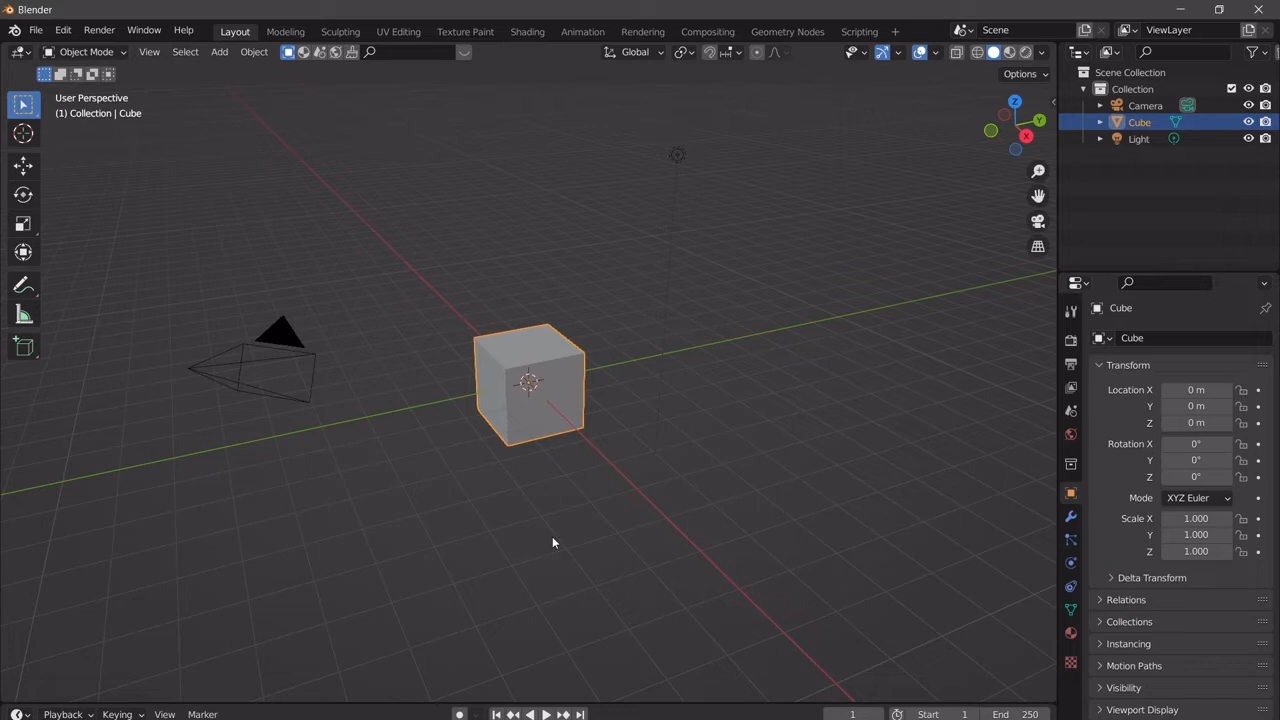 Blender
File Edit Render Window Help Layout Modeling Sculpting UV Editing Texture Paint Shading Animation Rendering Compositing Geometry Nodes Scripting Scene ViewLayer
Object Mode View Select Add Object Global
Options
User Perspective
(1) Collection | Cube
Z
Y
X
Scene Collection
Collection
Camera
Cube
Light
Cube
Cube
Transform
Location X 0 m
Y 0 m
Z 0 m
Rotation X 0°
Y 0°
Z 0°
Mode XYZ Euler
Scale X 1.000
Y 1.000
Z 1.000
Delta Transform
Relations
Collections
Instancing
Motion Paths
Visibility
Viewport Display
Playback Keying View Marker 1 Start 1 End 250